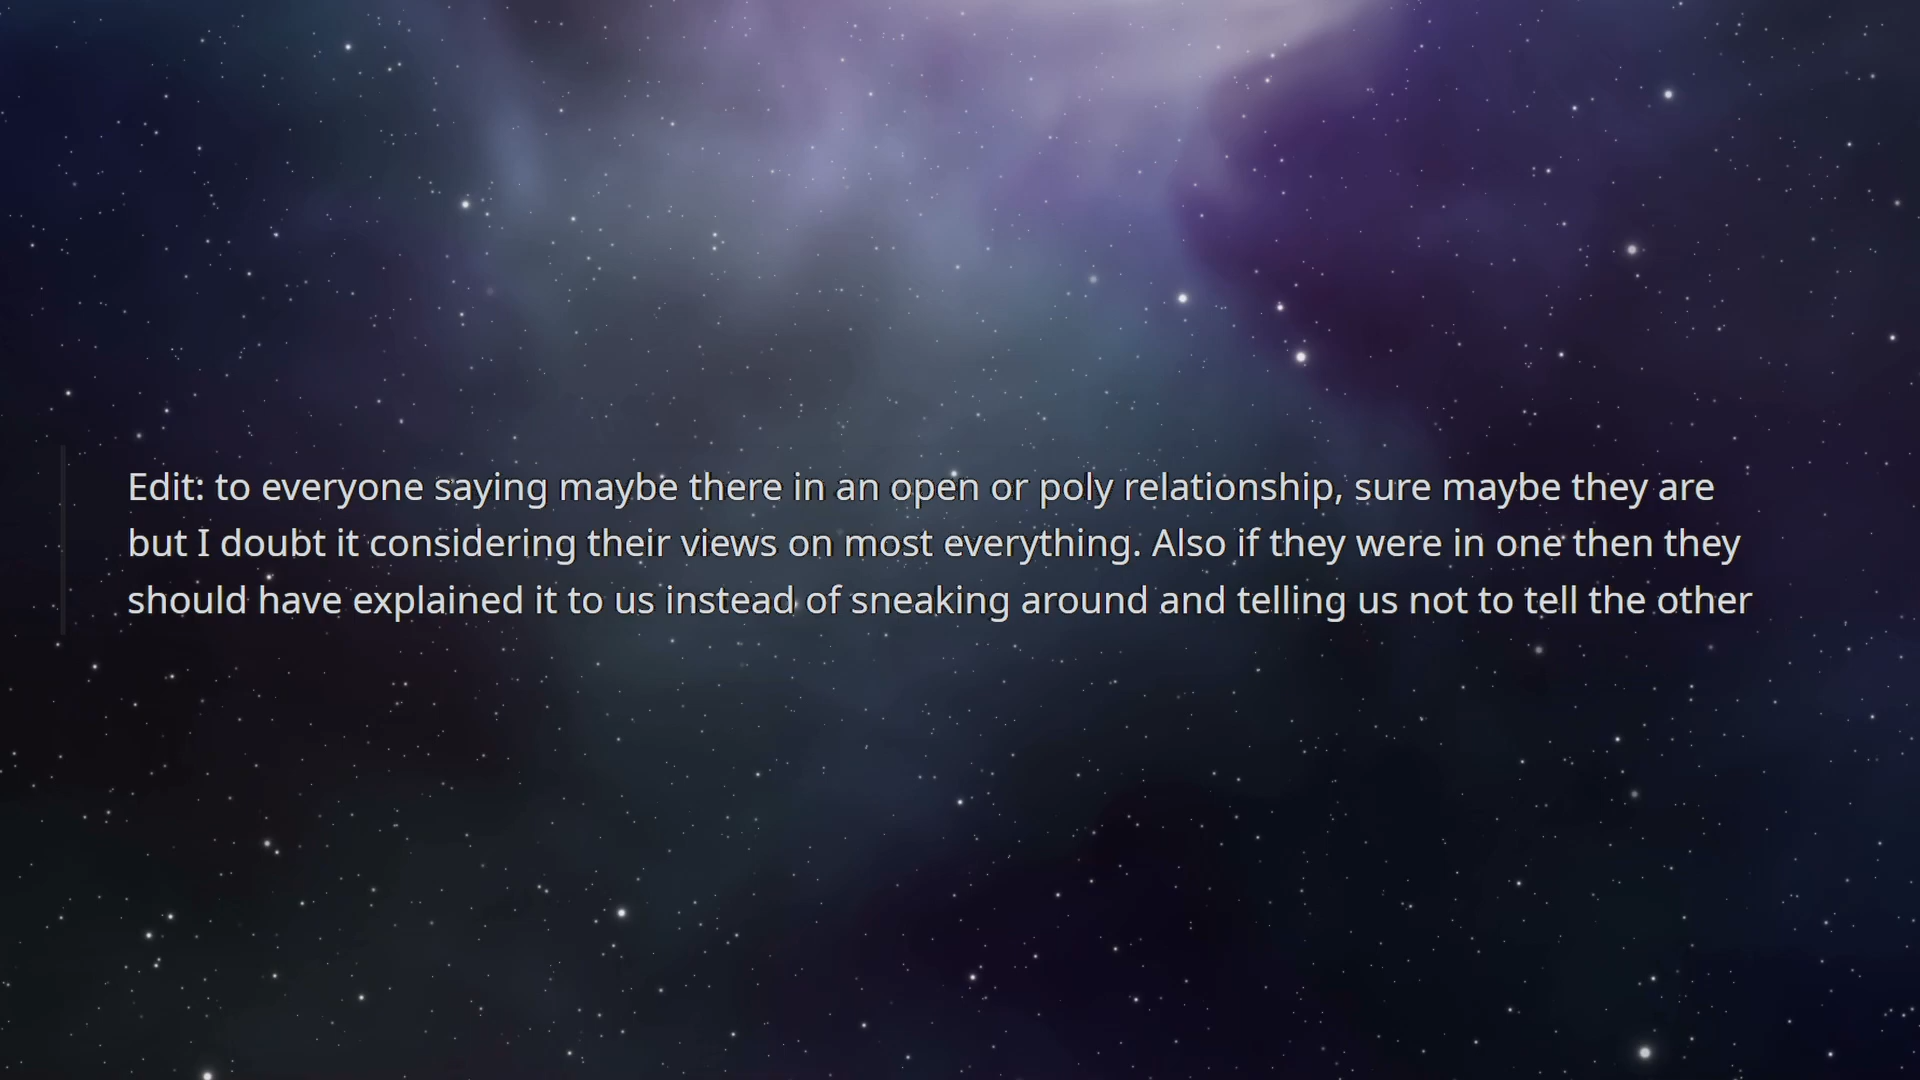 Edit: to everyone saying maybe there in an open or poly relationship, sure maybe they are
but I doubt it considering their views on most everything. Also if they were in one then they
should have explained it to us instead of sneaking around and telling us not to tell the other